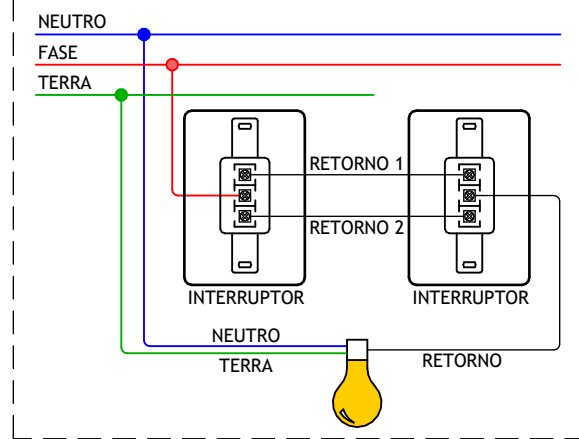 NEUTRO
FASE
TERRA
RETORNO 1
RETORNO 2
INTERRUPTOR
INTERRUPTOR
NEUTRO
TERRA
RETORNO